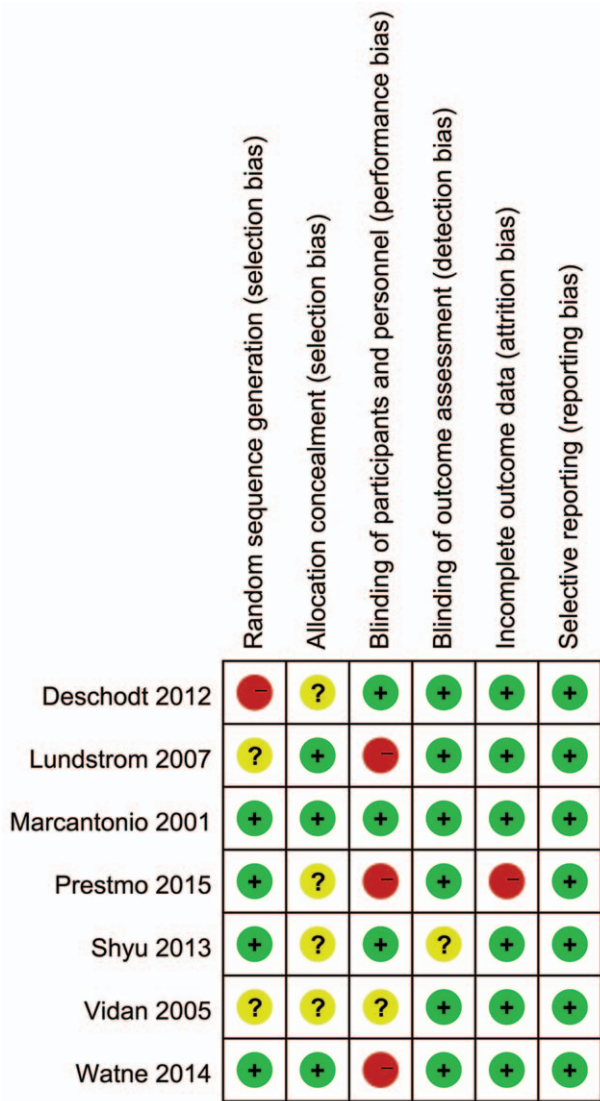 Random sequence generation (selection bias)
Allocation concealment (selection bias)
Blinding of participants and personnel (performance bias)
Blinding of outcome assessment (detection bias)
Incomplete outcome data (attrition bias)
Selective reporting (reporting bias)
Deschodt 2012 - ? + + + +
Lundstrom 2007 ? + - + + +
Marcantonio 2001 + + + + + +
Prestmo 2015 + ? - + - +
Shyu 2013 + ? + ? + +
Vidan 2005 ? ? ? + + +
Watne 2014 + + - + + +